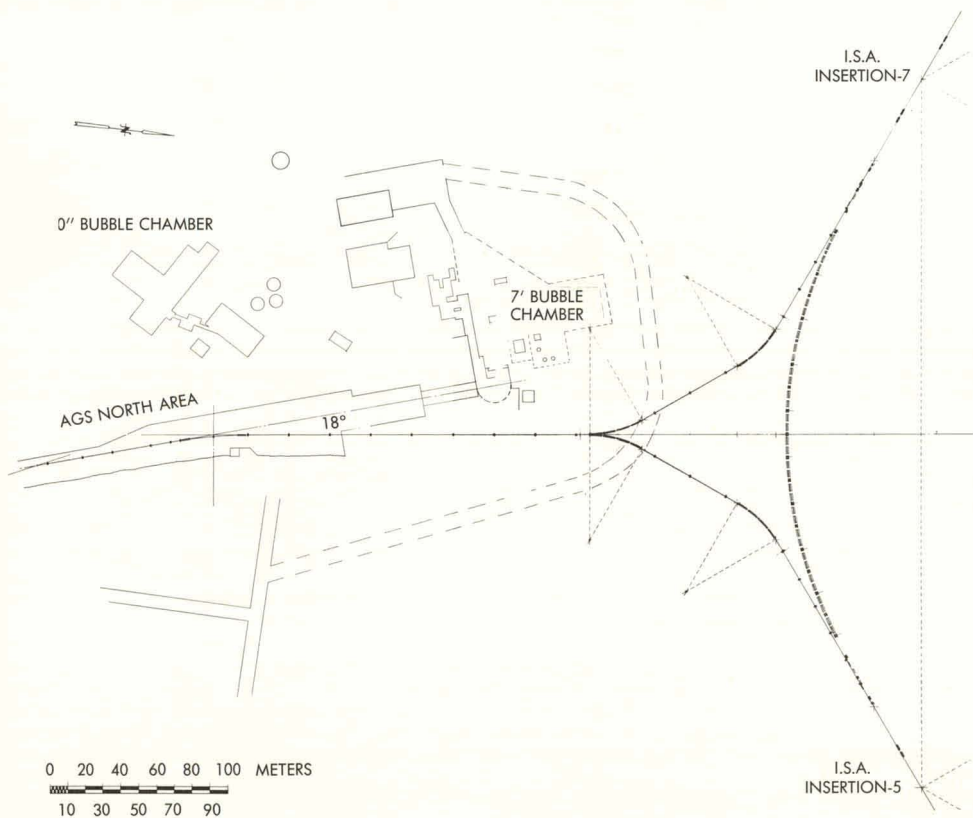 I.S.A.
INSERTION-7
N
0" BUBBLE CHAMBER
7' BUBBLE
CHAMBER
AGS NORTH AREA
18°
0 20 40 60 80 100 METERS
10 30 50 70 90
I.S.A.
INSERTION-5